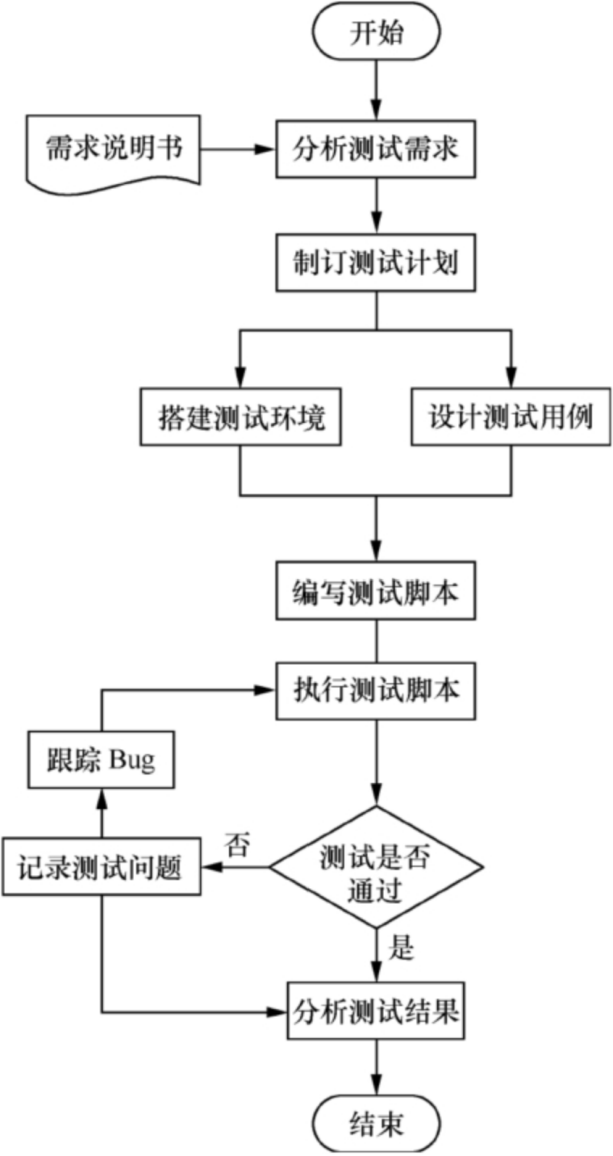 开始
需求说明书
分析测试需求
制订测试计划
搭建测试环境
设计测试用例
编写测试脚本
执行测试脚本
跟踪 Bug
否
记录测试问题
测试是否
通过
是
分析测试结果
结束